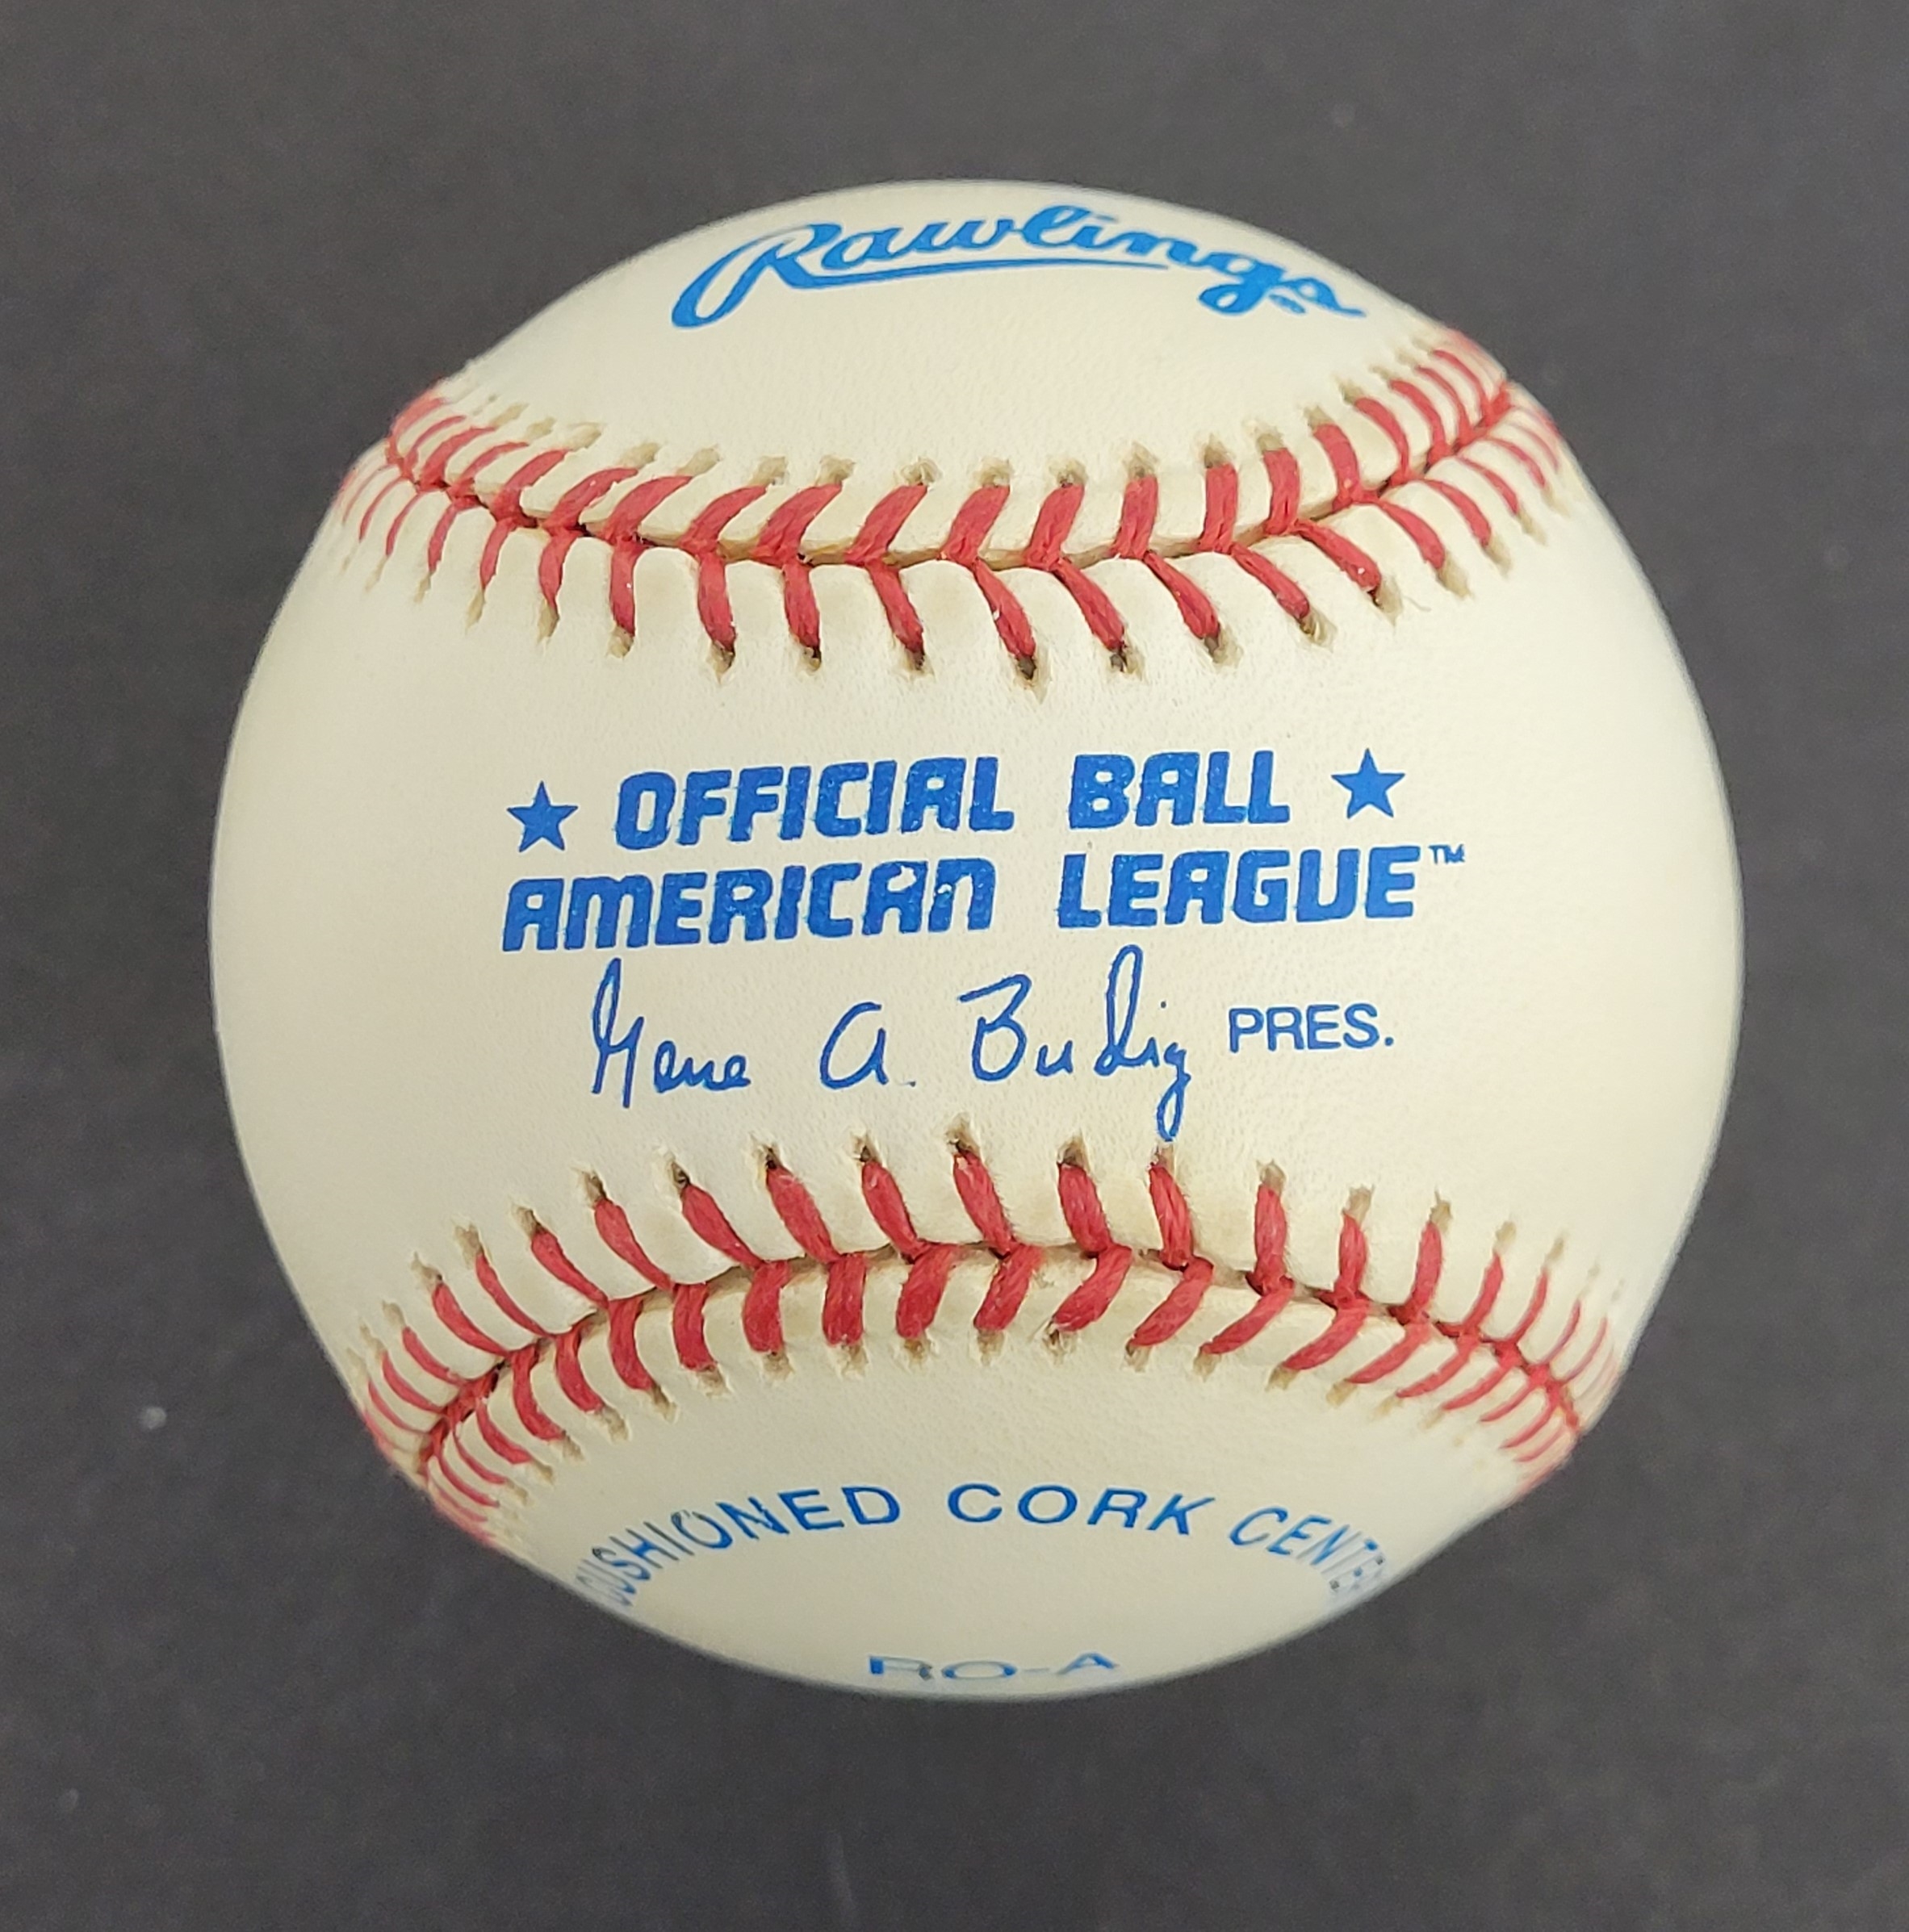 Rawlings®
★ OFFICIAL BALL ★
AMERICAN LEAGUE™
Gene A. Budig PRES.
CUSHIONED CORK CENTER
RO-A